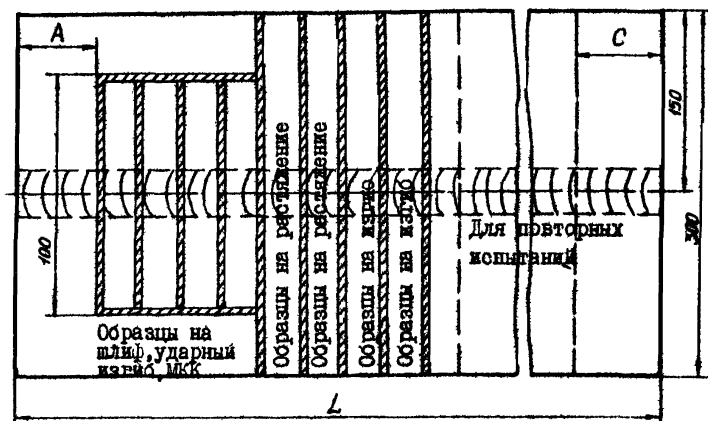 A
C
150
300
100
Образцы на растяжение
Образцы на растяжение
Образцы на изгиб
Образцы на изгиб
Для повторных
испытаний
Образцы на
шлиф, ударный
изгиб, МКК
L